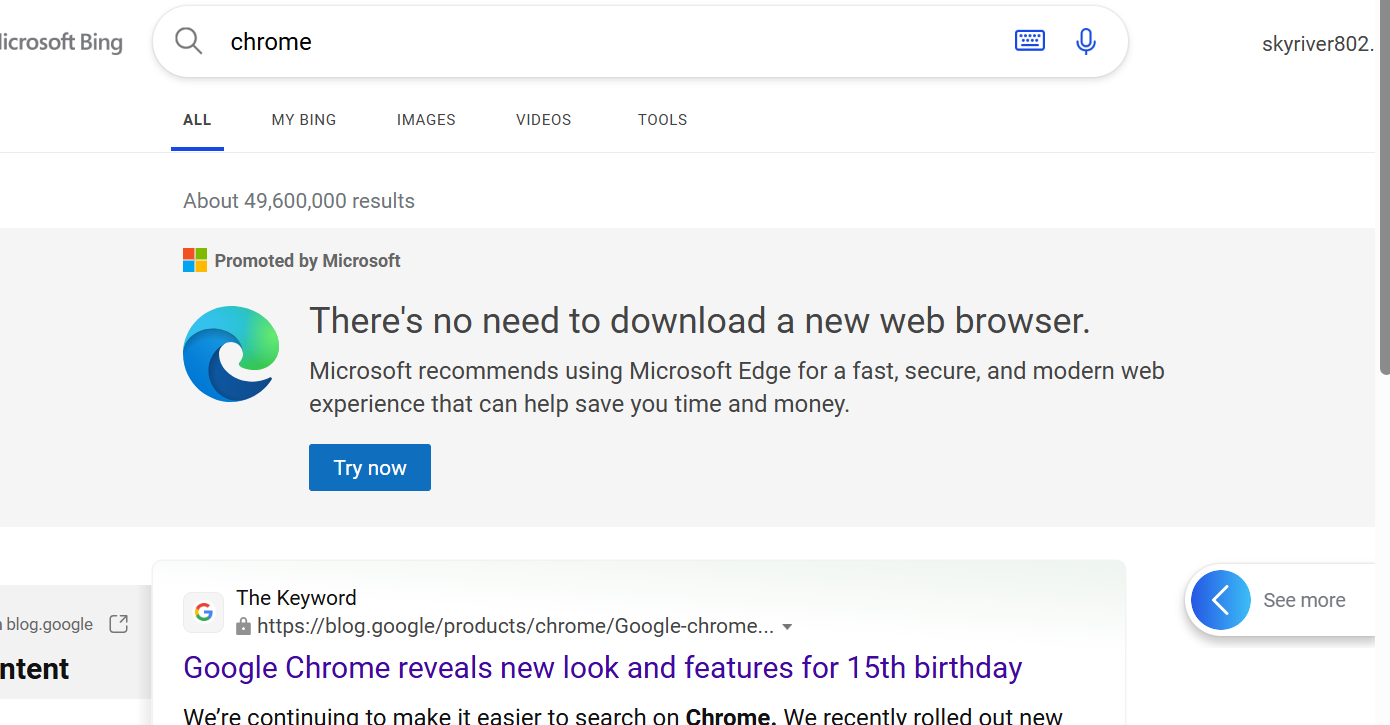 Microsoft Bing
chrome
skyriver802.
ALL
MY BING
IMAGES
VIDEOS
TOOLS
About 49,600,000 results
Promoted by Microsoft
There's no need to download a new web browser.
Microsoft recommends using Microsoft Edge for a fast, secure, and modern web
experience that can help save you time and money.
Try now
The Keyword
https://blog.google/products/chrome/Google-chrome...
blog.google
See more
Google Chrome reveals new look and features for 15th birthday
ntent
We’re continuing to make it easier to search on Chrome. We recently rolled out new